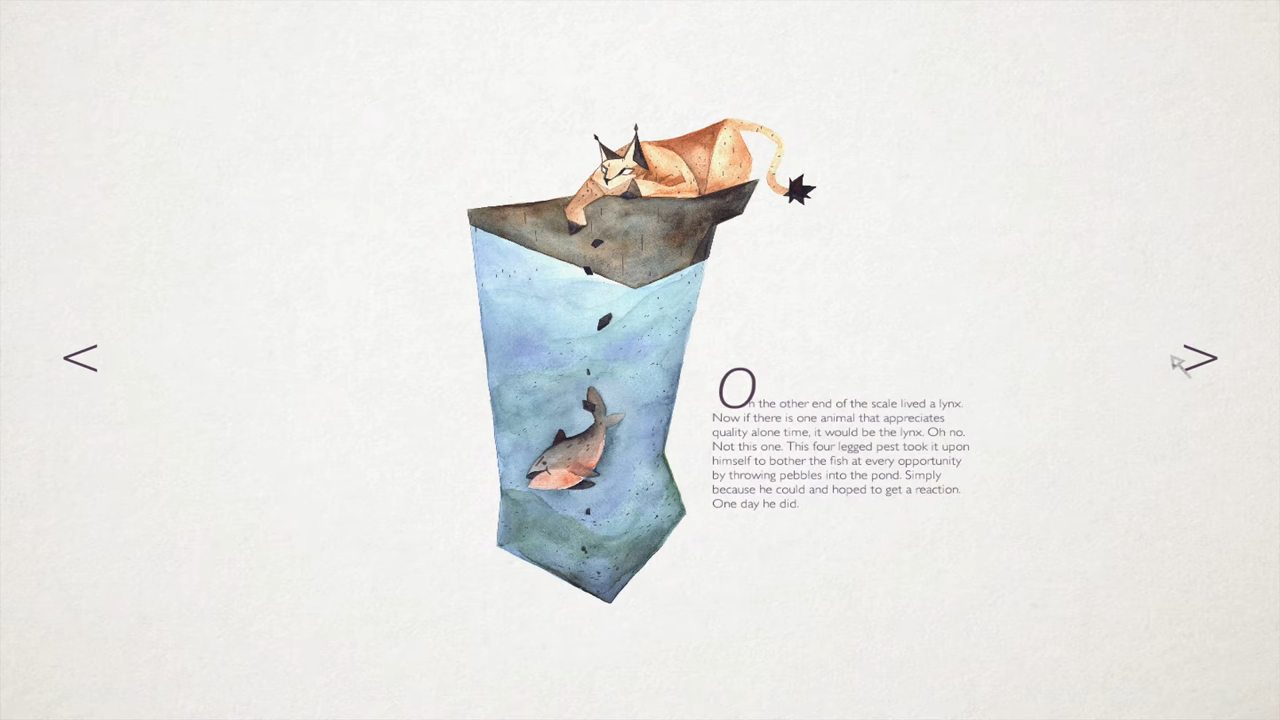 <
On the other end of the scale lived a lynx.
Now if there is one animal that appreciates
quality alone time, it would be the lynx. Oh no.
Not this one. This four legged pest took it upon
himself to bother the fish at every opportunity
by throwing pebbles into the pond. Simply
because he could and hoped to get a reaction.
One day he did.
>